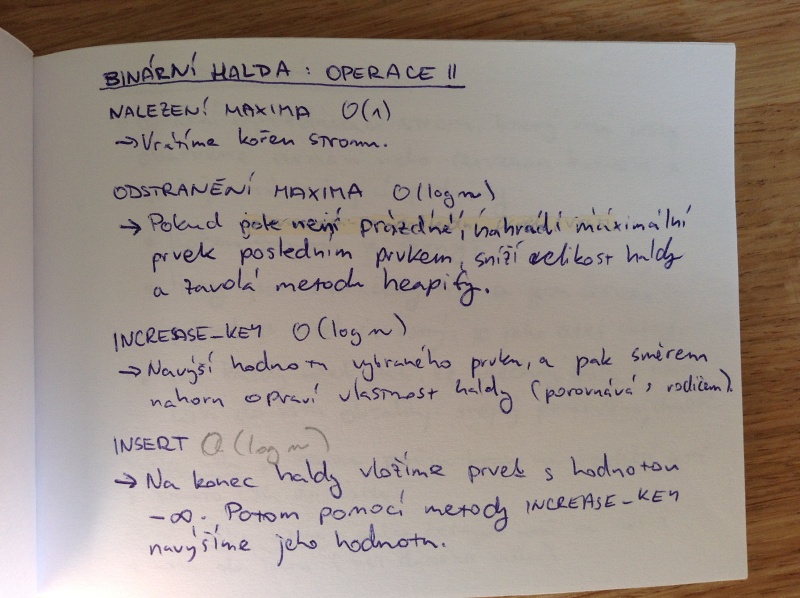 BINÁRNÍ HALDA: OPERACE II
NALEZENÍ MAXIMA O(1)
→ Vrátíme kořen stromu.
ODSTRANĚNÍ MAXIMA O(log n)
→ Pokud pole není prázdné, nahradí maximální
prvek posledním prvkem, sníží velikost haldy
a zavolá metodu heapify.
INCREASE_KEY O(log n)
→ Navýší hodnotu vybraného prvku, a pak směrem
nahoru opraví vlastnost haldy (porovnává s rodičem).
INSERT O(log n)
→ Na konec haldy vložíme prvek s hodnotou
-∞. Potom pomocí metody INCREASE_KEY
navýšíme jeho hodnotu.